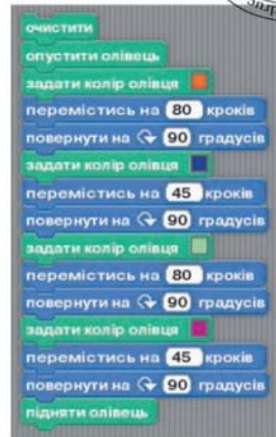 очистити
опустити олівець
задати колір олівця
перемістись на 80 кроків
повернути на 90 градусів
задати колір олівця
перемістись на 45 кроків
повернути на 90 градусів
задати колір олівця
перемістись на 80 кроків
повернути на 90 градусів
задати колір олівця
перемістись на 45 кроків
повернути на 90 градусів
підняти олівець